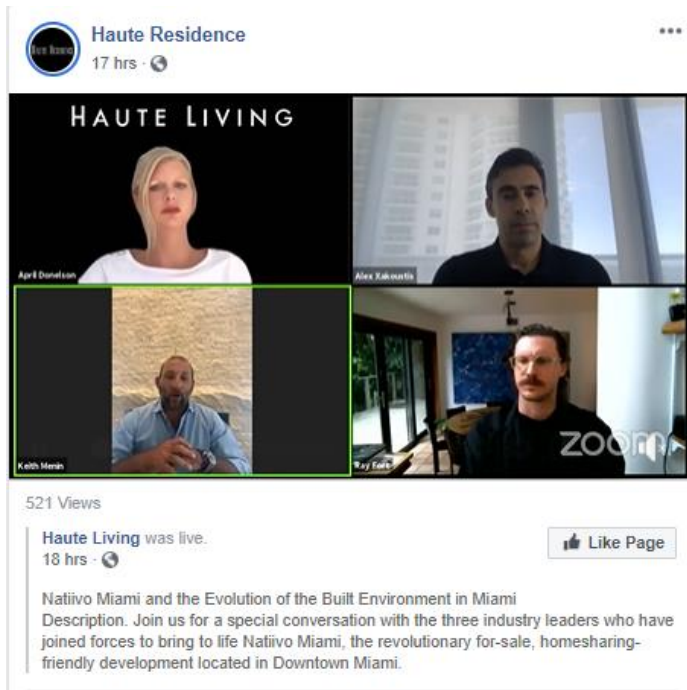 Haute Residence
17 hrs
HAUTE LIVING
April Donelson
Alex Xakoustis
Keith Menin
Ray Fort
zoom
521 Views
Haute Living was live.
Like Page
18 hrs
Natiivo Miami and the Evolution of the Built Environment in Miami
Description. Join us for a special conversation with the three industry leaders who have
joined forces to bring to life Natiivo Miami, the revolutionary for-sale, homesharing-
friendly development located in Downtown Miami.